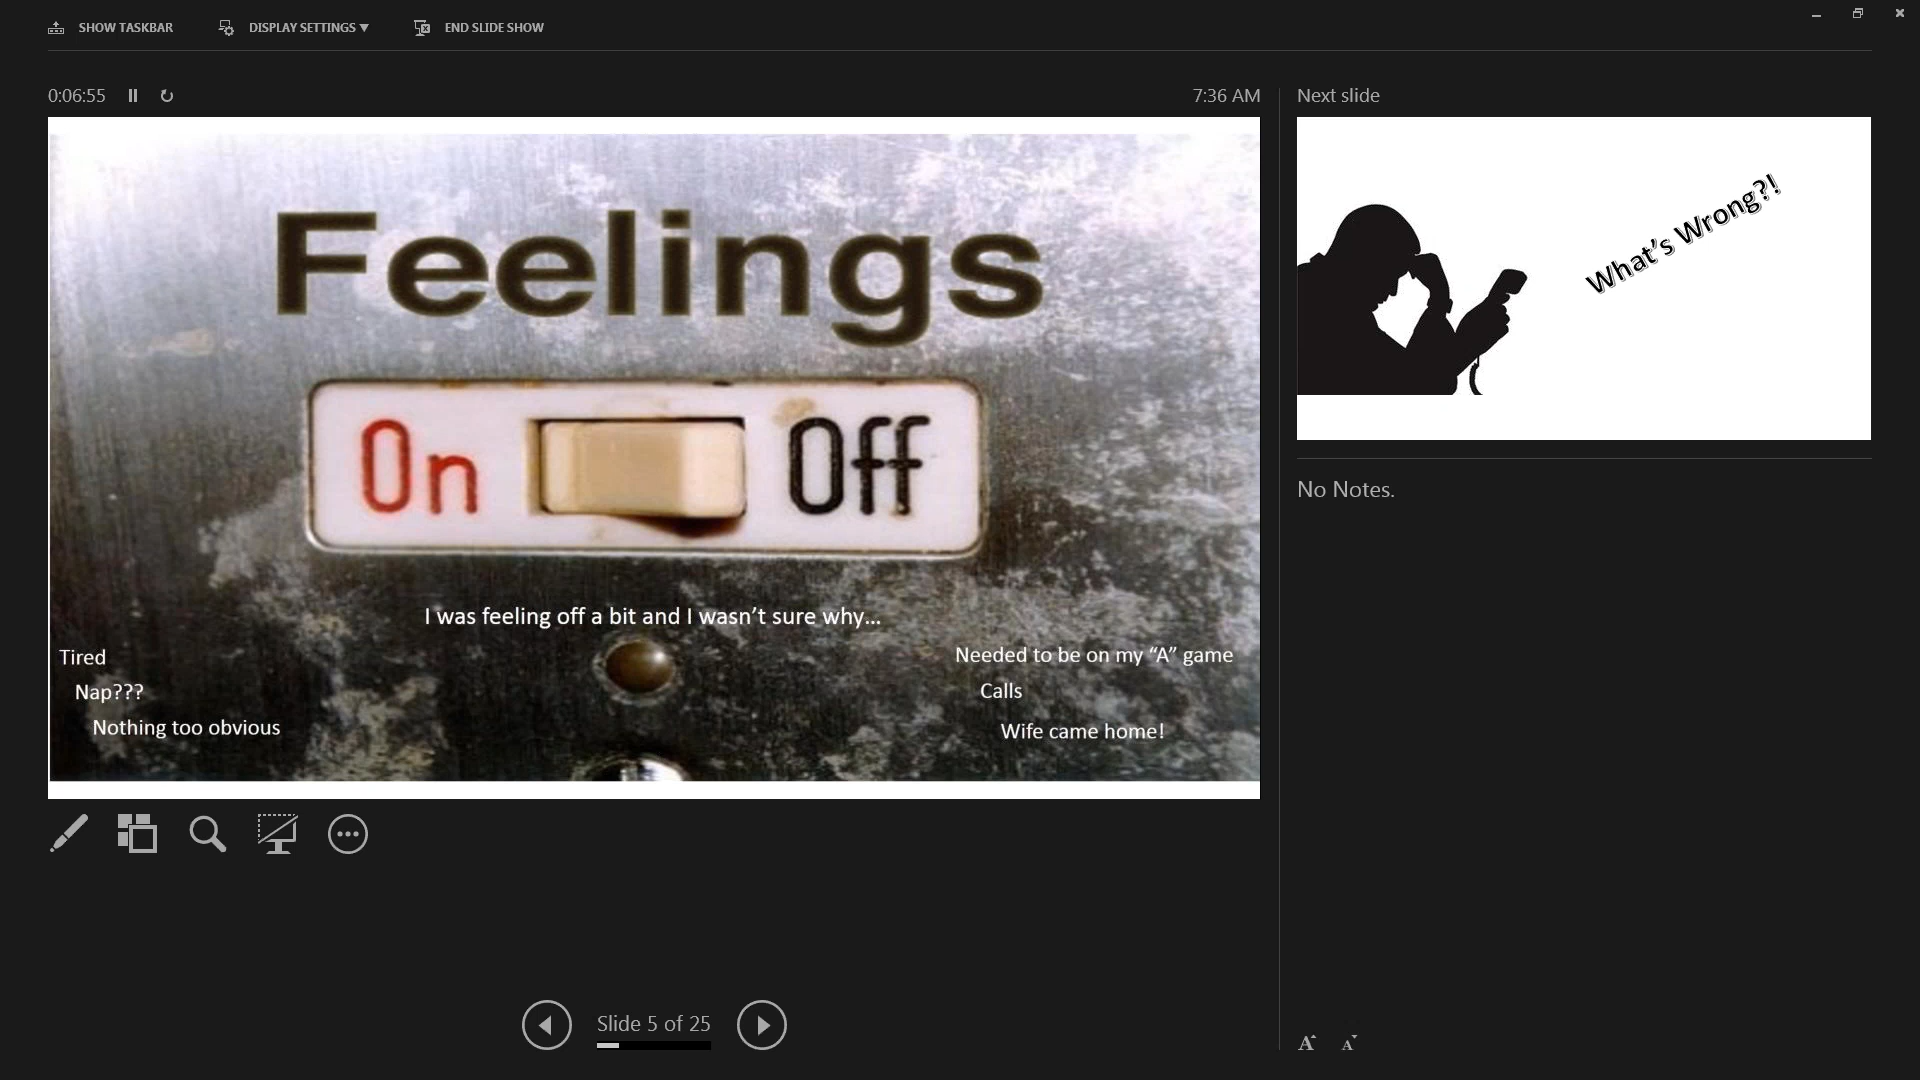 SHOW TASKBAR
DISPLAY SETTINGS
END SLIDE SHOW
0:06:55
7:36 AM
Next slide
Feelings
On
Off
I was feeling off a bit and I wasn't sure why...
Tired
Nap???
Nothing too obvious
Needed to be on my “A” game
Calls
Wife came home!
What's Wrong?!
No Notes.
Slide 5 of 25
A
A